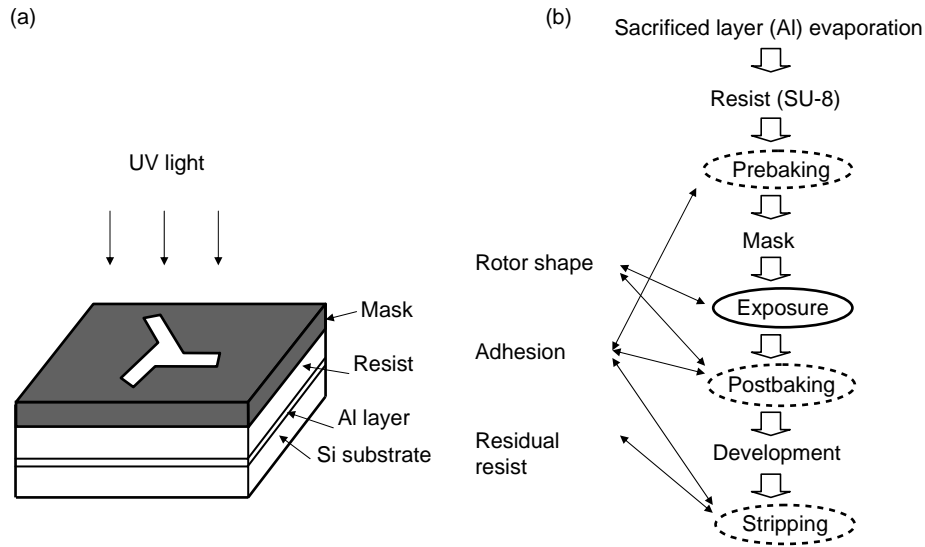 (a)
UV light
Mask
Resist
Al layer
Si substrate
(b)
Sacrificed layer (Al) evaporation
Resist (SU-8)
Prebaking
Mask
Rotor shape
Exposure
Adhesion
Postbaking
Residual
resist
Development
Stripping